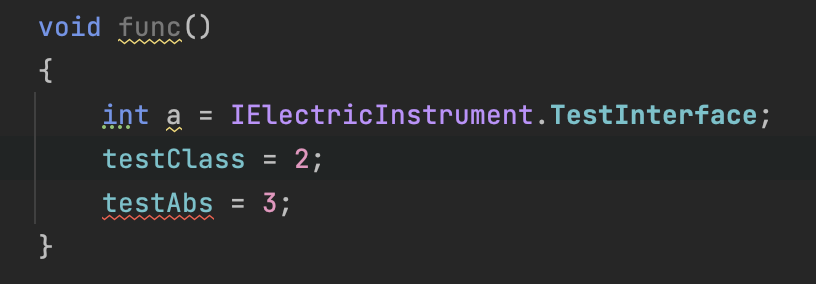 void func()
{
int a = IElectricInstrument.TestInterface;
testClass = 2;
testAbs = 3;
}